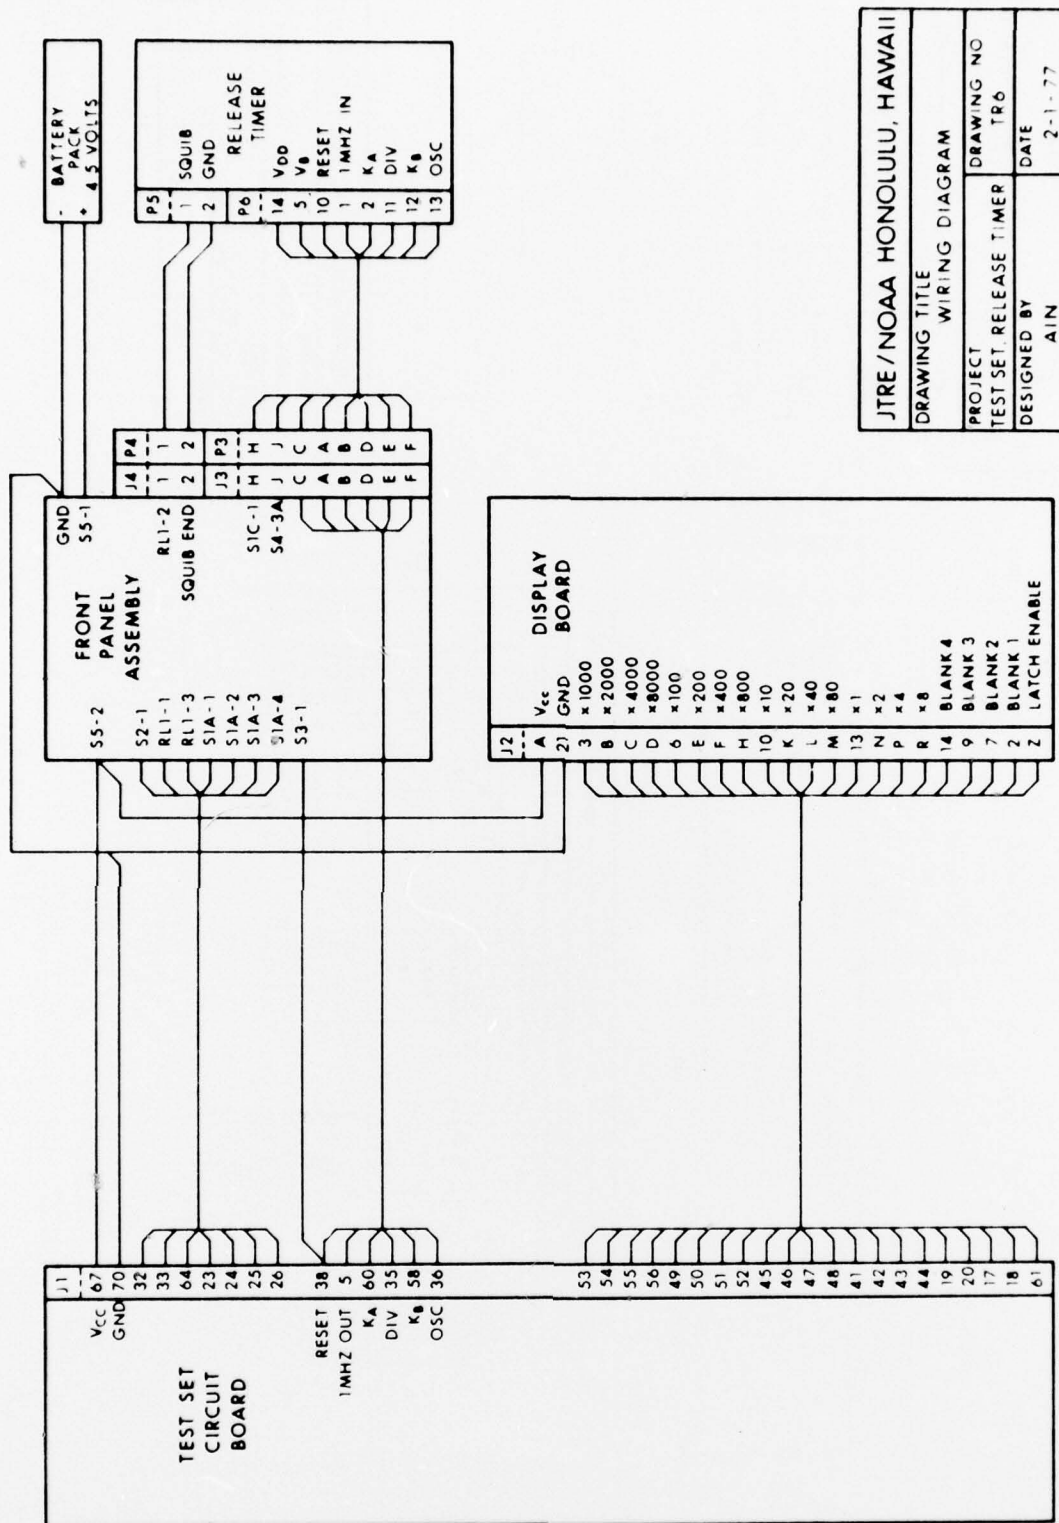 BATTERY
PACK
- 
+ 4.5 VOLTS
P5
1 SQUIB
2 GND
RELEASE
TIMER
P6
14 VDD
5 VB
10 RESET
1 1MHZ IN
2 KA
11 DIV
12 KB
13 OSC
J4 P4
1 1
2 2
J3 P3
H H
J J
C C
A A
B B
D D
E E
F F
FRONT
PANEL
ASSEMBLY
GND
S5-1
RL1-2
SQUIB END
S1C-1
S4-3A
S5-2
S2-1
RL1-1
RL1-3
S1A-1
S1A-2
S1A-3
S1A-4
S3-1
DISPLAY
BOARD
J2
A Vcc
21 GND
3 x1000
B x2000
C x4000
D x8000
6 x100
E x200
F x400
H x800
10 x10
K x20
L x40
M x80
13 x1
N x2
P x4
R x8
14 BLANK 4
9 BLANK 3
7 BLANK 2
2 BLANK 1
Z LATCH ENABLE
TEST SET
CIRCUIT
BOARD
J1
VCC 67
GND 70
32
33
64
23
24
25
26
RESET 38
1MHZ OUT 5
KA 60
DIV 35
KB 58
OSC 36
53
54
55
56
49
50
51
52
45
46
47
48
41
42
43
44
19
20
17
18
61
JTRE/NOAA HONOLULU, HAWAII
DRAWING TITLE
WIRING DIAGRAM
PROJECT
TEST SET, RELEASE TIMER
DRAWING NO
TR6
DESIGNED BY
AIN
DATE
2-1-77